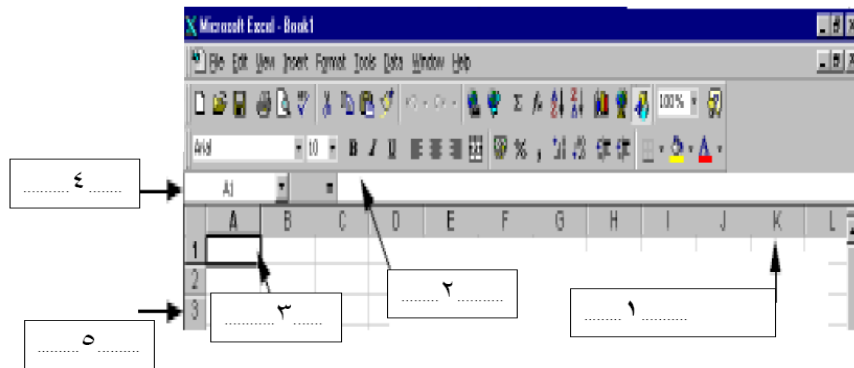 Microsoft Excel - Book1
File Edit View Insert Format Tools Data Window Help
100%
Arial 10 B I U % ,
A1 =
A B C D E F G H I J K L
1
2
3
........ ٤ ........
........ ٢ ..........
........ ١ ..........
.......... ٣ ......
......... ٥ .........